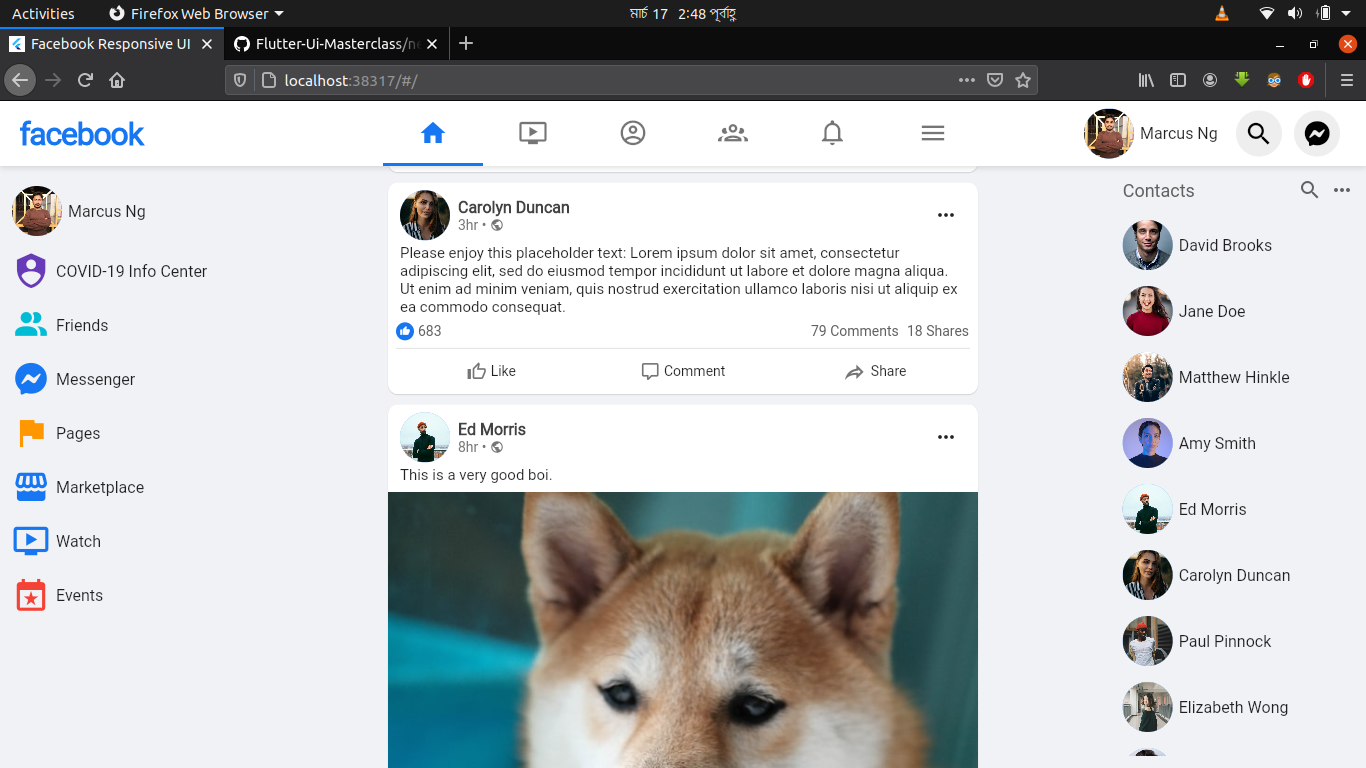 Activities
Firefox Web Browser
মার্চ 17 2:48 পূর্বাহ্ণ
Facebook Responsive UI
Flutter-Ui-Masterclass/ne
localhost:38317/#/
facebook
Marcus Ng
Marcus Ng
COVID-19 Info Center
Friends
Messenger
Pages
Marketplace
Watch
Events
Carolyn Duncan
3hr •
Please enjoy this placeholder text: Lorem ipsum dolor sit amet, consectetur
adipiscing elit, sed do eiusmod tempor incididunt ut labore et dolore magna aliqua.
Ut enim ad minim veniam, quis nostrud exercitation ullamco laboris nisi ut aliquip ex
ea commodo consequat.
683
79 Comments 18 Shares
Like
Comment
Share
Ed Morris
8hr •
This is a very good boi.
Contacts
David Brooks
Jane Doe
Matthew Hinkle
Amy Smith
Ed Morris
Carolyn Duncan
Paul Pinnock
Elizabeth Wong